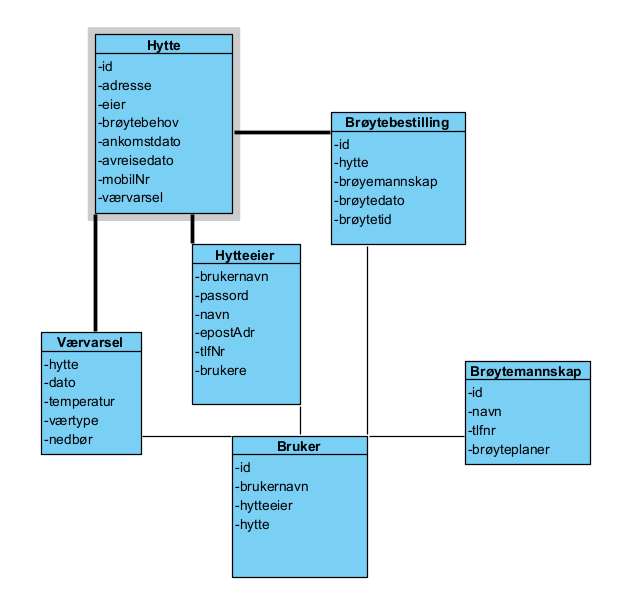 Hytte
-id
-adresse
-eier
-brøytebehov
-ankomstdato
-avreisedato
-mobilNr
-værvarsel
Brøytebestilling
-id
-hytte
-brøyemannskap
-brøytedato
-brøytetid
Hytteeier
-brukernavn
-passord
-navn
-epostAdr
-tlfNr
-brukere
Værvarsel
-hytte
-dato
-temperatur
-værtype
-nedbør
Brøytemannskap
-id
-navn
-tlfnr
-brøyteplaner
Bruker
-id
-brukernavn
-hytteeier
-hytte